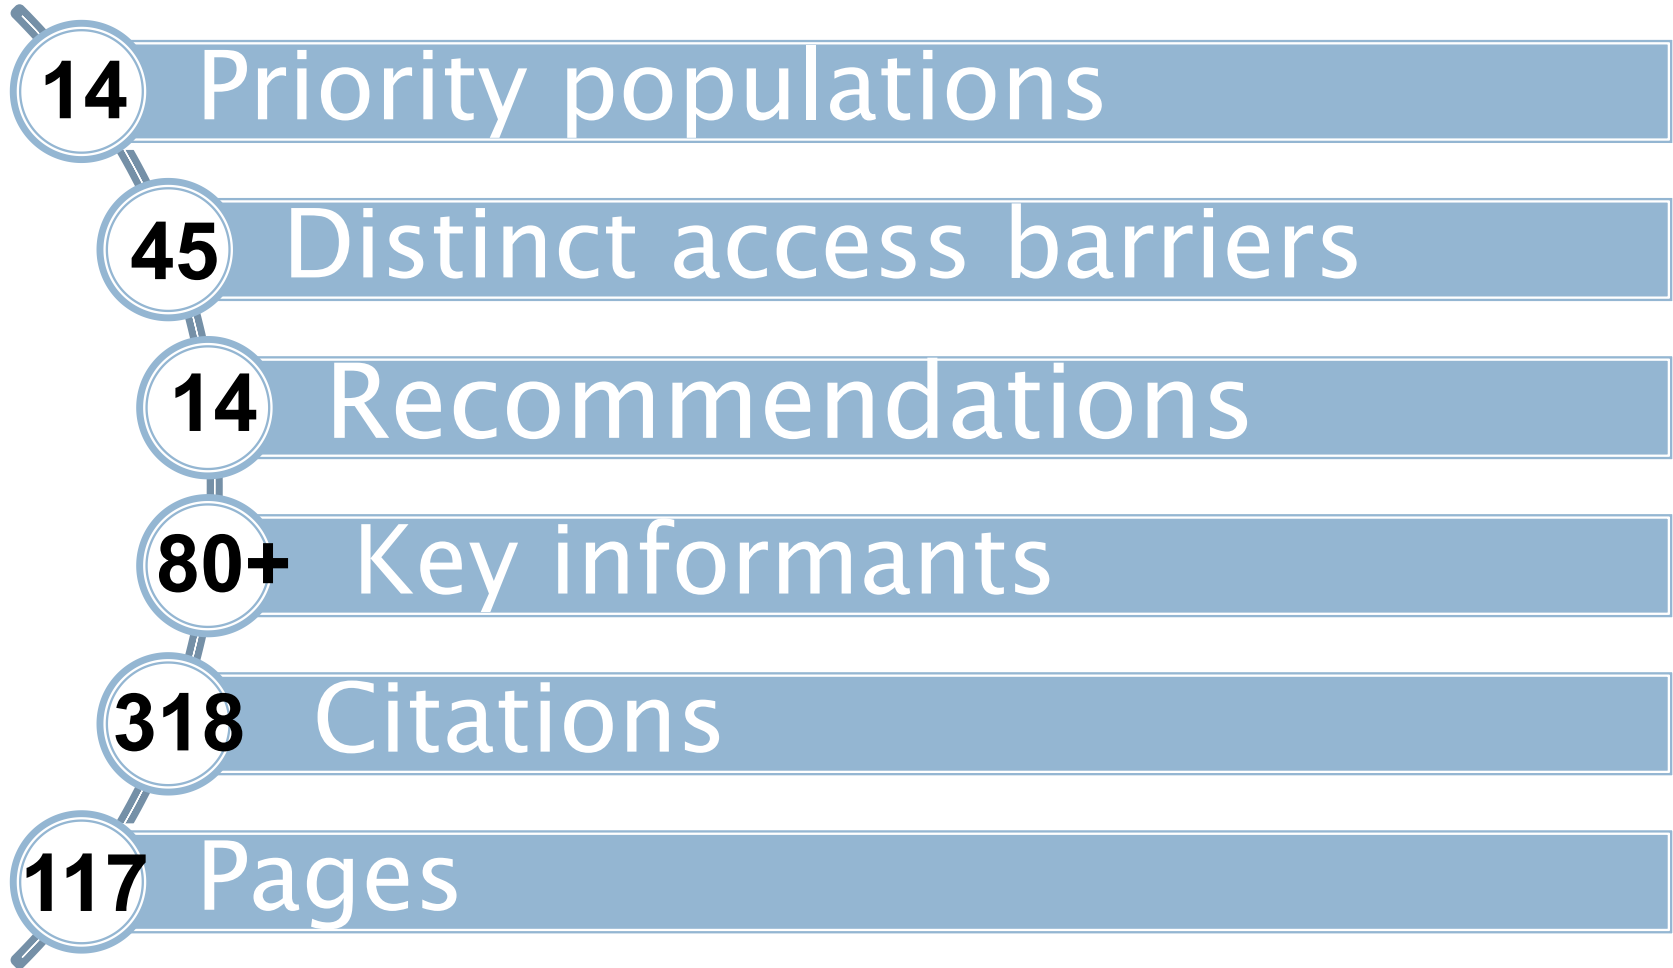 14 Priority populations
45 Distinct access barriers
14 Recommendations
80+ Key informants
318 Citations
117 Pages